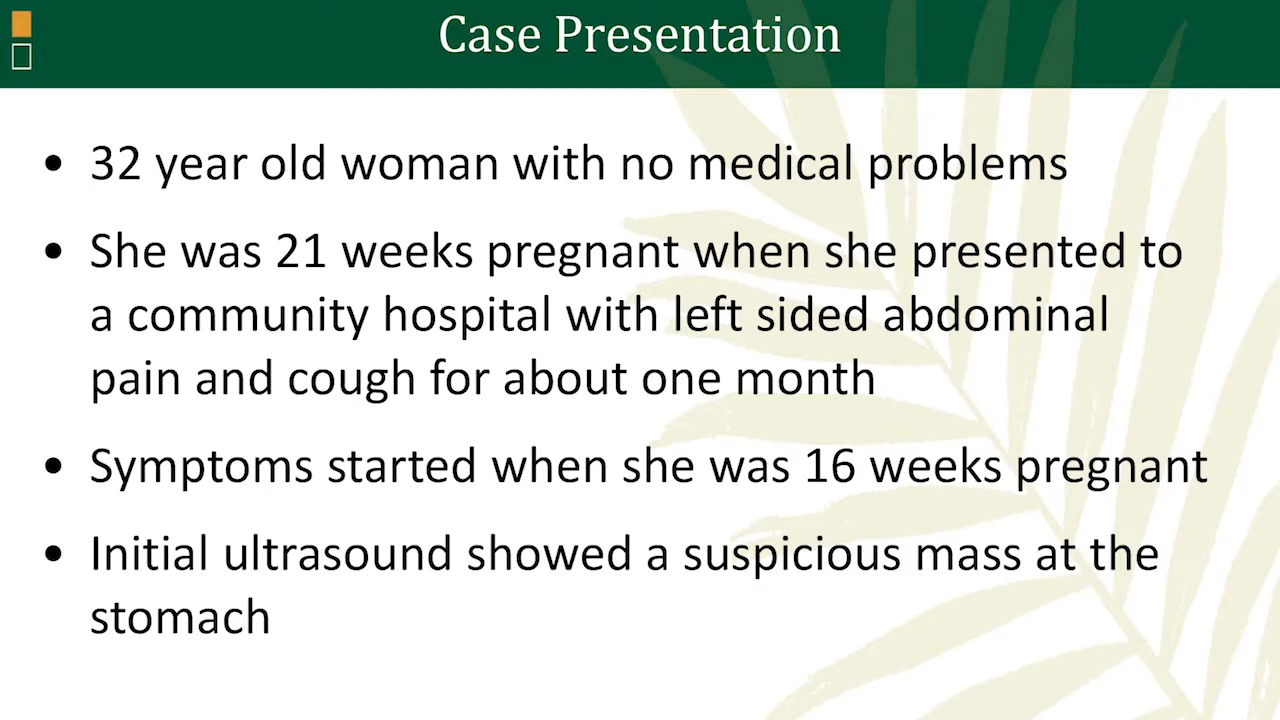 Case Presentation
• 32 year old woman with no medical problems
• She was 21 weeks pregnant when she presented to
a community hospital with left sided abdominal
pain and cough for about one month
• Symptoms started when she was 16 weeks pregnant
• Initial ultrasound showed a suspicious mass at the
stomach